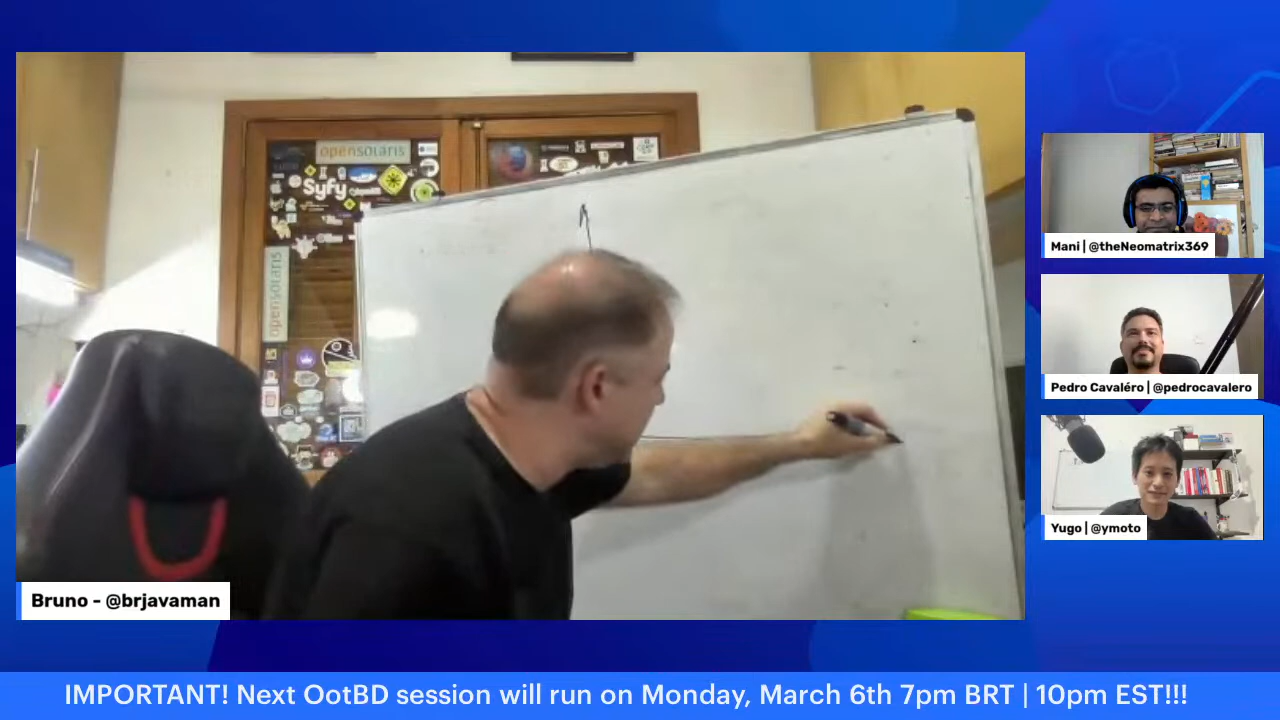 opensolaris
Syfy
opensolaris
Bruno - @brjavaman
Mani | @theNeomatrix369
Pedro Cavaléro | @pedrocavalero
Yugo | @ymoto
IMPORTANT! Next OotBD session will run on Monday, March 6th 7pm BRT | 10pm EST!!!